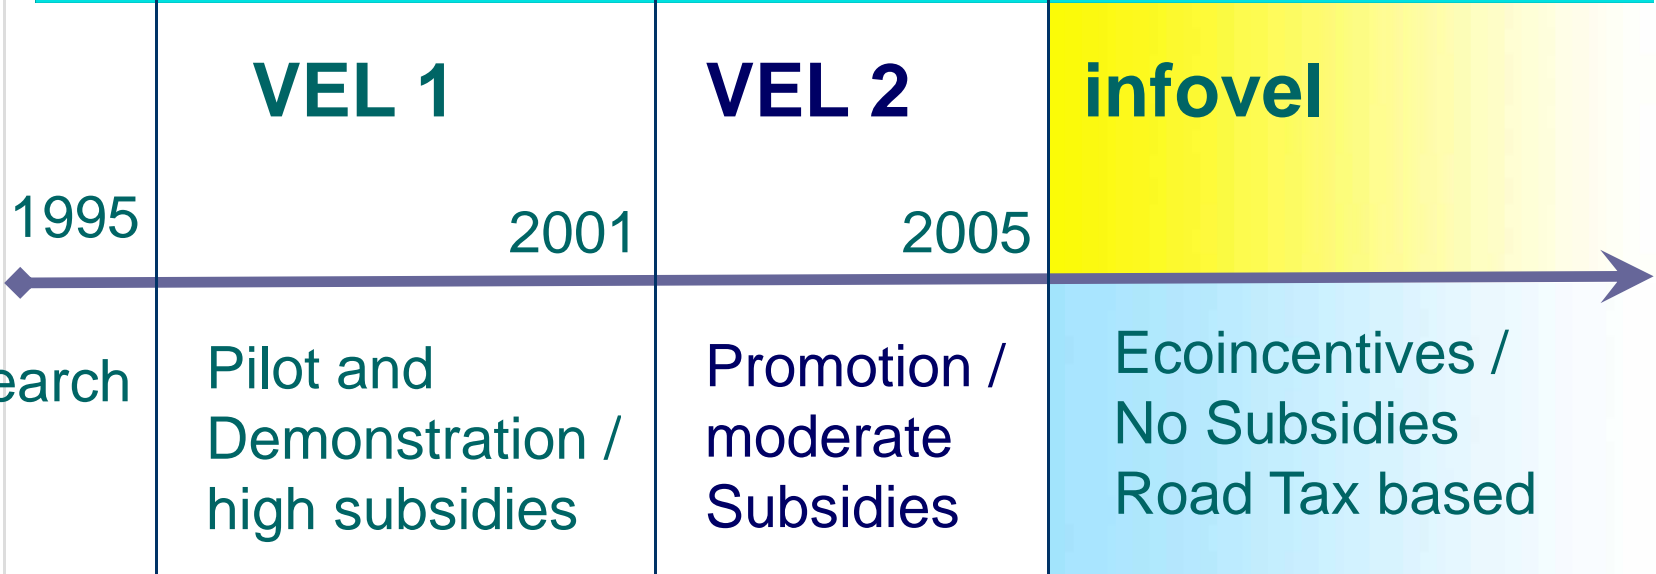 VEL 1
VEL 2
infovel
1995
2001
2005
earch
Pilot and
Demonstration /
high subsidies
Promotion /
moderate
Subsidies
Ecoincentives /
No Subsidies
Road Tax based